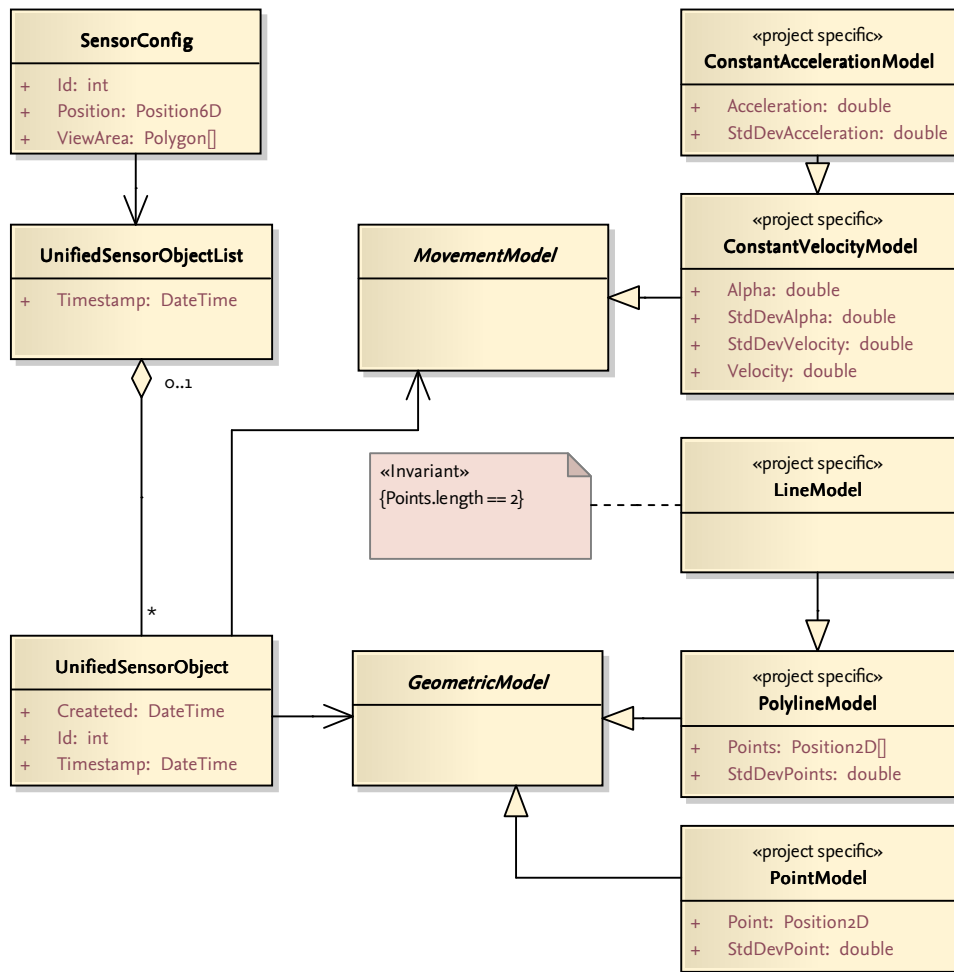 SensorConfig
+ Id: int
+ Position: Position6D
+ ViewArea: Polygon[]
«project specific»
ConstantAccelerationModel
+ Acceleration: double
+ StdDevAcceleration: double
UnifiedSensorObjectList
+ Timestamp: DateTime
0..1
MovementModel
«project specific»
ConstantVelocityModel
+ Alpha: double
+ StdDevAlpha: double
+ StdDevVelocity: double
+ Velocity: double
«Invariant»
{Points.length == 2}
«project specific»
LineModel
*
UnifiedSensorObject
+ Createted: DateTime
+ Id: int
+ Timestamp: DateTime
GeometricModel
«project specific»
PolylineModel
+ Points: Position2D[]
+ StdDevPoints: double
«project specific»
PointModel
+ Point: Position2D
+ StdDevPoint: double